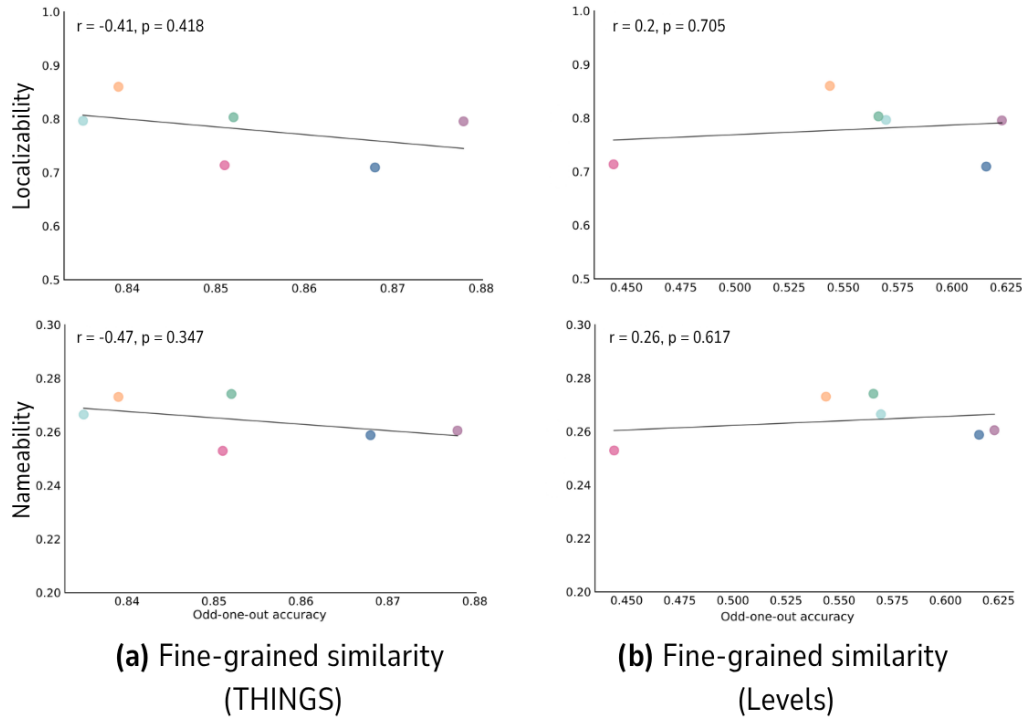 r = -0.41, p = 0.418
Localizability
1.0
0.9
0.8
0.7
0.6
0.5
0.84 0.85 0.86 0.87 0.88
r = 0.2, p = 0.705
1.0
0.9
0.8
0.7
0.6
0.5
0.450 0.475 0.500 0.525 0.550 0.575 0.600 0.625
r = -0.47, p = 0.347
Nameability
0.30
0.28
0.26
0.24
0.22
0.20
0.84 0.85 0.86 0.87 0.88
Odd-one-out accuracy
r = 0.26, p = 0.617
0.30
0.28
0.26
0.24
0.22
0.20
0.450 0.475 0.500 0.525 0.550 0.575 0.600 0.625
Odd-one-out accuracy
(a) Fine-grained similarity
(THINGS)
(b) Fine-grained similarity
(Levels)